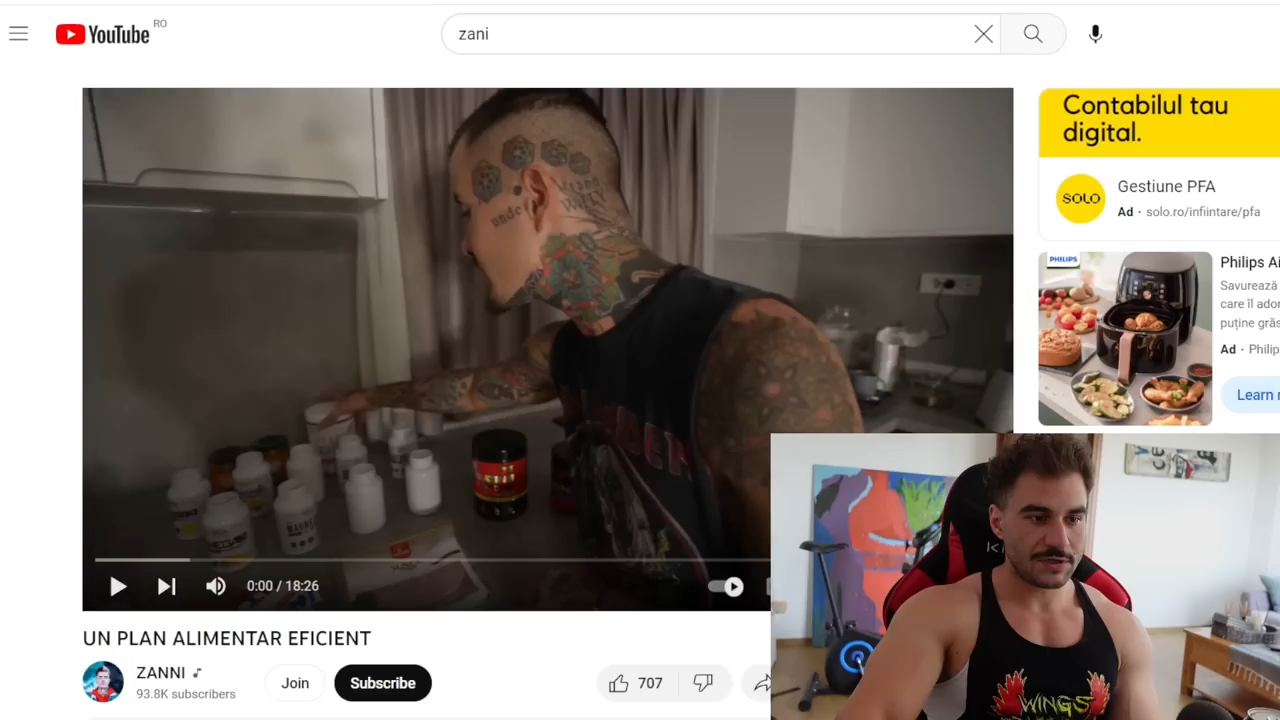 YouTube RO
zani
Contabilul tau
digital.
SOLO
Gestiune PFA
Ad · solo.ro/infiintare/pfa
PHILIPS
Philips Ai
Savurează
care îl ador
puține grăs
Ad · Philip
Learn
under
0:00 / 18:26
UN PLAN ALIMENTAR EFICIENT
ZANNI
93.8K subscribers
Join
Subscribe
707
WINGS